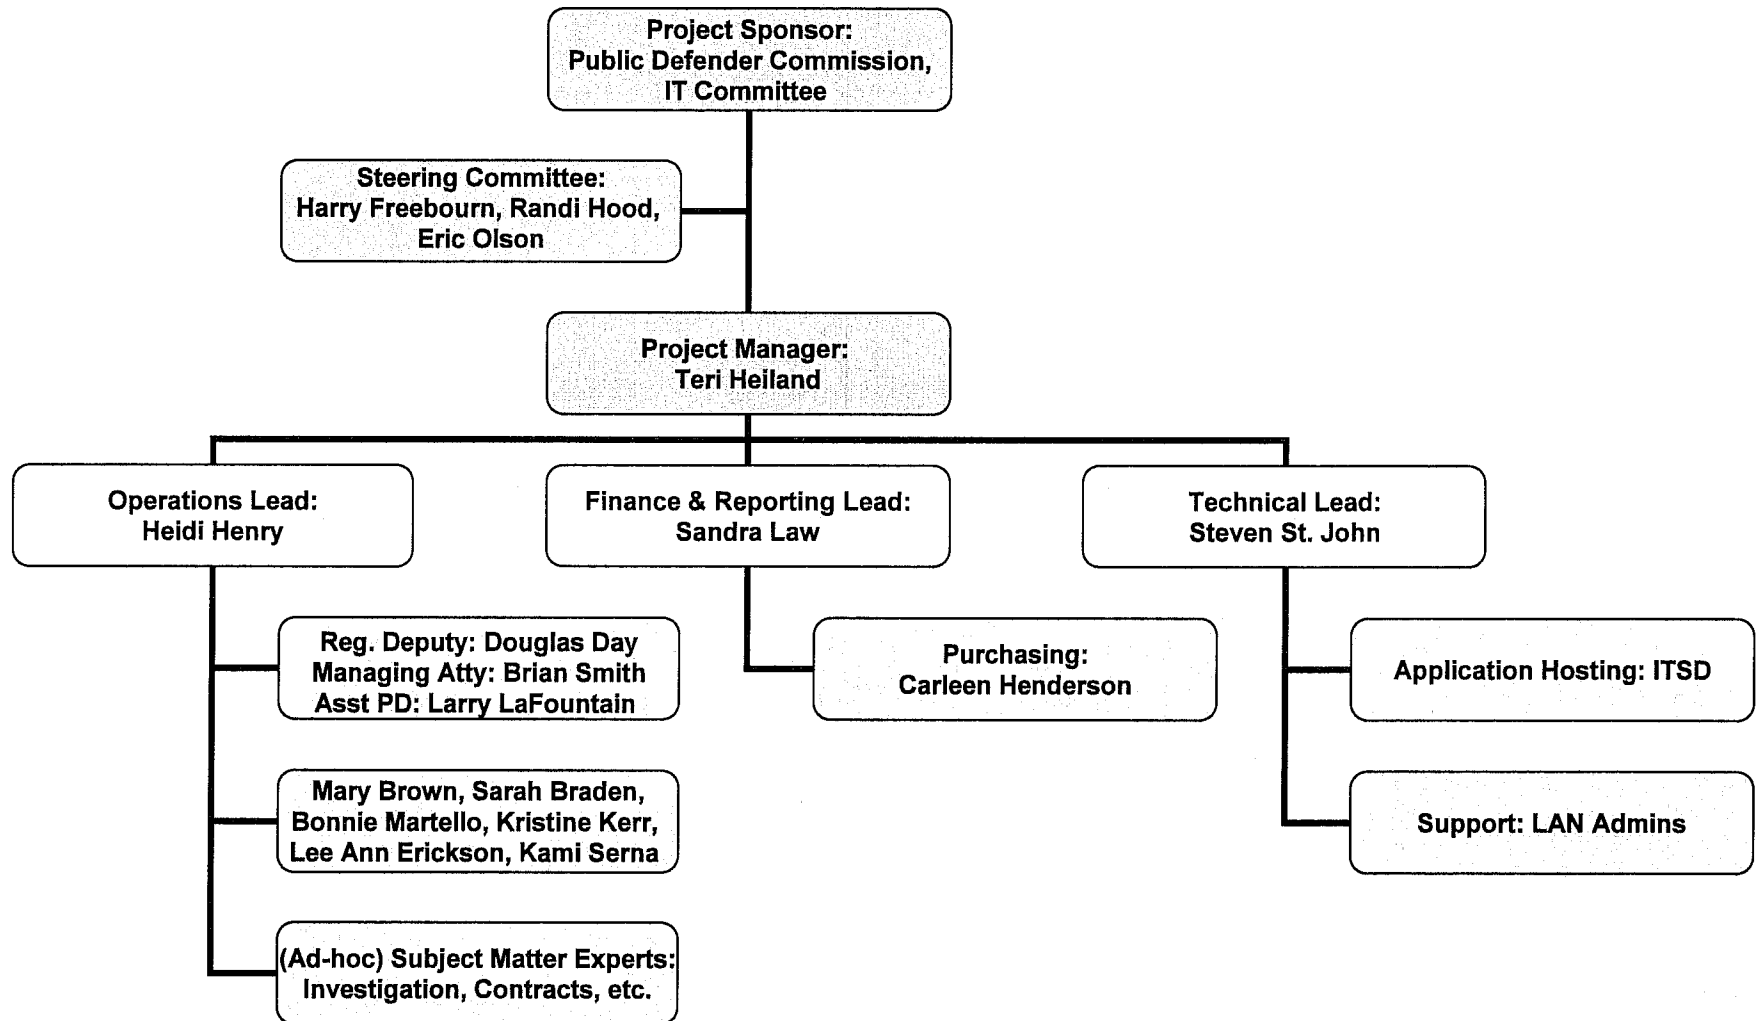 Project Sponsor:
Public Defender Commission,
IT Committee
Steering Committee:
Harry Freebourn, Randi Hood,
Eric Olson
Project Manager:
Teri Heiland
Operations Lead:
Heidi Henry
Finance & Reporting Lead:
Sandra Law
Technical Lead:
Steven St. John
Reg. Deputy: Douglas Day
Managing Atty: Brian Smith
Asst PD: Larry LaFountain
Purchasing:
Carleen Henderson
Application Hosting: ITSD
Mary Brown, Sarah Braden,
Bonnie Martello, Kristine Kerr,
Lee Ann Erickson, Kami Serna
Support: LAN Admins
(Ad-hoc) Subject Matter Experts:
Investigation, Contracts, etc.